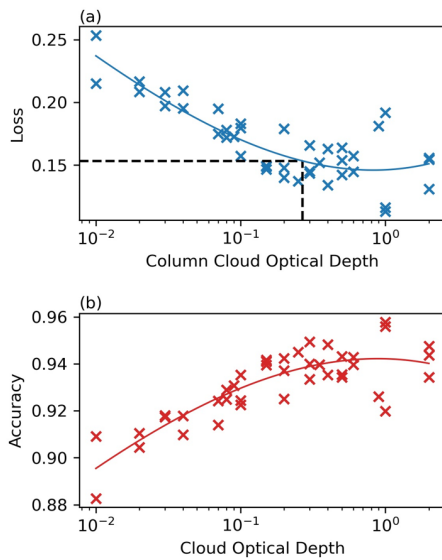 (a)
0.25
0.20
0.15
Loss
10⁻² 10⁻¹ 10⁰
Column Cloud Optical Depth
(b)
0.96
0.94
0.92
0.90
0.88
Accuracy
10⁻² 10⁻¹ 10⁰
Cloud Optical Depth